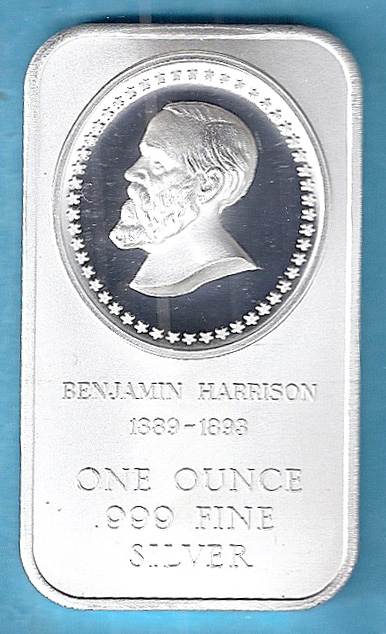 BENJAMIN HARRISON
1889-1893
ONE OUNCE
.999 FINE
SILVER